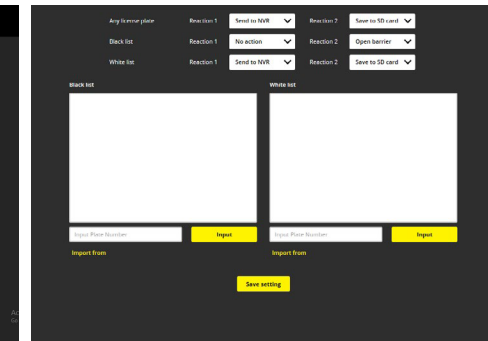 Any license plate Reaction 1 Send to NVR Reaction 2 Save to SD card
Black list Reaction 1 No action Reaction 2 Open barrier
White list Reaction 1 Send to NVR Reaction 2 Save to SD card
Black list White list
Input Plate Number Input Input Plate Number Input
Import from Import from
Save setting